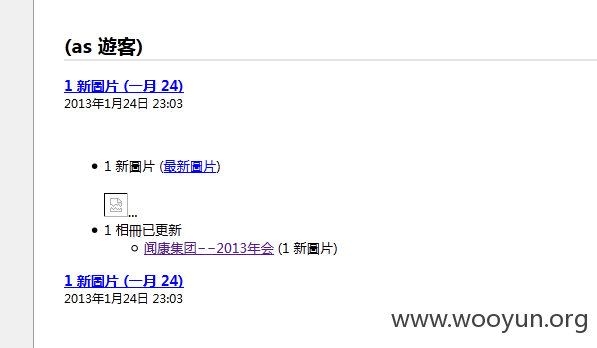 (as 遊客)
1 新圖片 (一月 24)
2013年1月24日 23:03
1 新圖片 (最新圖片)
...
1 相冊已更新
闻康集团--2013年会 (1 新圖片)
1 新圖片 (一月 24)
2013年1月24日 23:03
www.wooyun.org